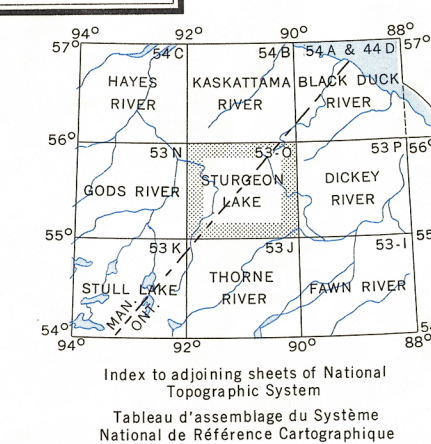 94° 92° 90° 88°
57° 54 C 54 B 54 A & 44 D 57°
HAYES KASKATTAMA BLACK DUCK
RIVER RIVER RIVER
56° 53 N 53-O 53 P 56°
GODS RIVER STURGEON DICKEY
LAKE RIVER
55° 53 K 53 J 53-I 55°
STULL LAKE THORNE FAWN RIVER
RIVER
MAN.
ONT.
54°
94° 92° 90° 88°
Index to adjoining sheets of National
Topographic System
Tableau d'assemblage du Système
National de Référence Cartographique